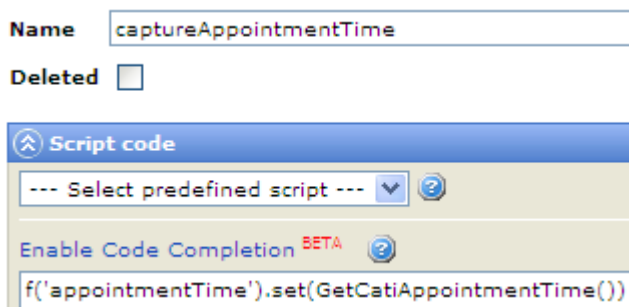 Name captureAppointmentTime
Deleted
Script code
--- Select predefined script ---
Enable Code Completion BETA
f('appointmentTime').set(GetCatiAppointmentTime())